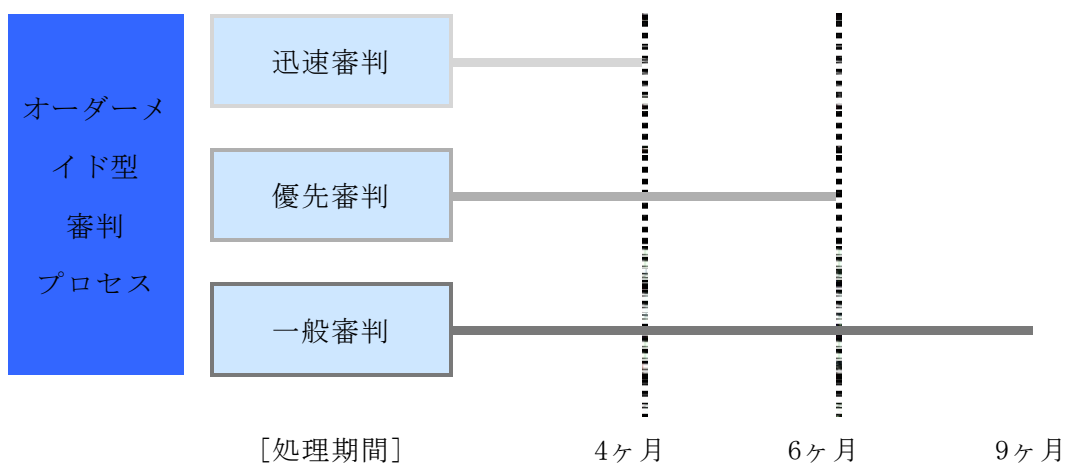 オーダーメ
イド型
審判
プロセス
迅速審判
優先審判
一般審判
［処理期間］ 4ヶ月 6ヶ月 9ヶ月